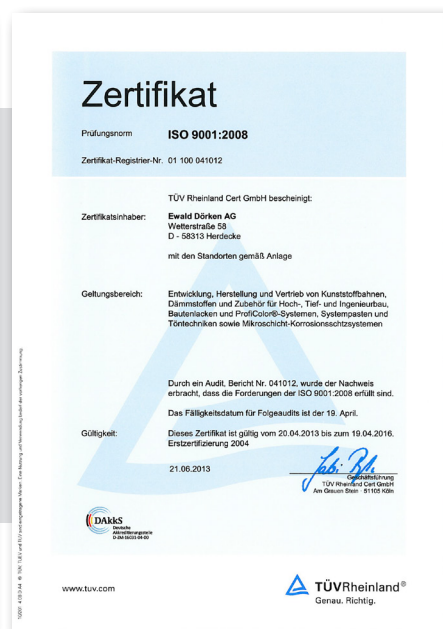 Zertifikat
Prüfungsnorm ISO 9001:2008
Zertifikat-Registrier-Nr. 01 100 041012
TÜV Rheinland Cert GmbH bescheinigt:
Zertifikatsinhaber: Ewald Dörken AG
Wetterstraße 58
D - 58313 Herdecke
mit den Standorten gemäß Anlage
Geltungsbereich: Entwicklung, Herstellung und Vertrieb von Kunststoffbahnen,
Dämmstoffen und Zubehör für Hoch-, Tief- und Ingenieurbau,
Bautenlacken und ProfiColor®-Systemen, Systempasten und
Töntechniken sowie Mikroschicht-Korrosionsschtzsystemen
Durch ein Audit, Bericht Nr. 041012, wurde der Nachweis
erbracht, dass die Forderungen der ISO 9001:2008 erfüllt sind.
Das Fälligkeitsdatum für Folgeaudits ist der 19. April.
Gültigkeit: Dieses Zertifikat ist gültig vom 20.04.2013 bis zum 19.04.2016.
Erstzertifizierung 2004
21.06.2013
Geschäftsführung
TÜV Rheinland Cert GmbH
Am Grauen Stein · 51105 Köln
DAkkS
Deutsche
Akkreditierungsstelle
D-ZM-16031-04-00
www.tuv.com
TÜVRheinland®
Genau. Richtig.